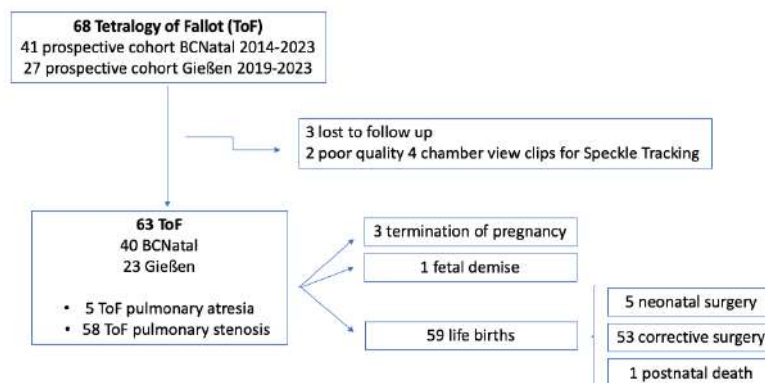 68 Tetralogy of Fallot (ToF)
41 prospective cohort BCNatal 2014-2023
27 prospective cohort Gießen 2019-2023
3 lost to follow up
2 poor quality 4 chamber view clips for Speckle Tracking
63 ToF
40 BCNatal
23 Gießen
• 5 ToF pulmonary atresia
• 58 ToF pulmonary stenosis
3 termination of pregnancy
1 fetal demise
59 life births
5 neonatal surgery
53 corrective surgery
1 postnatal death